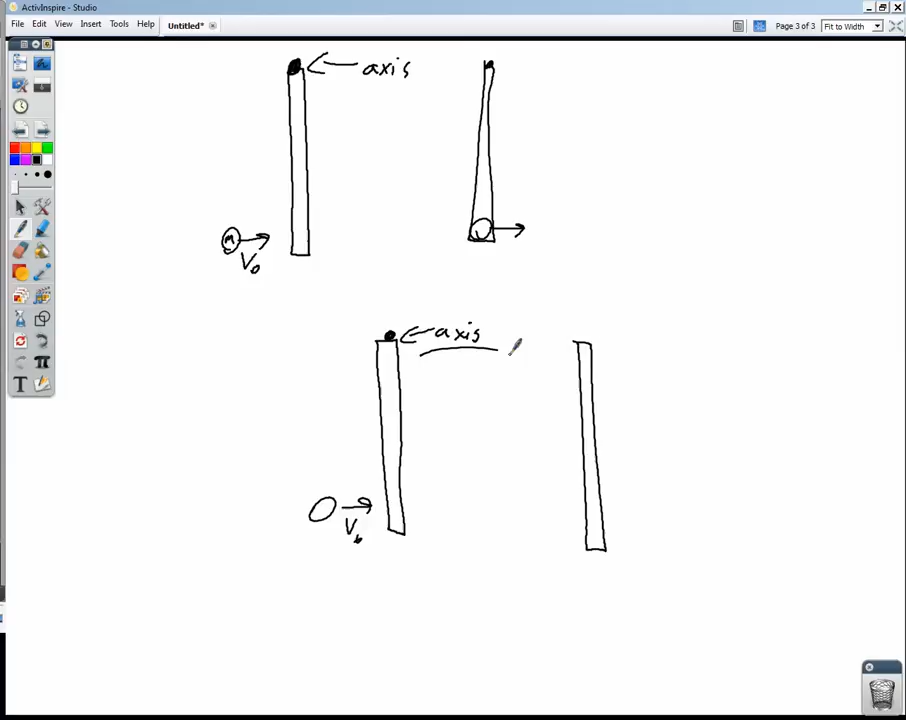 ActivInspire - Studio
File Edit View Insert Tools Help
Untitled*
Page 3 of 3
Fit to Width
axis
m
V₀
axis
V₀
T